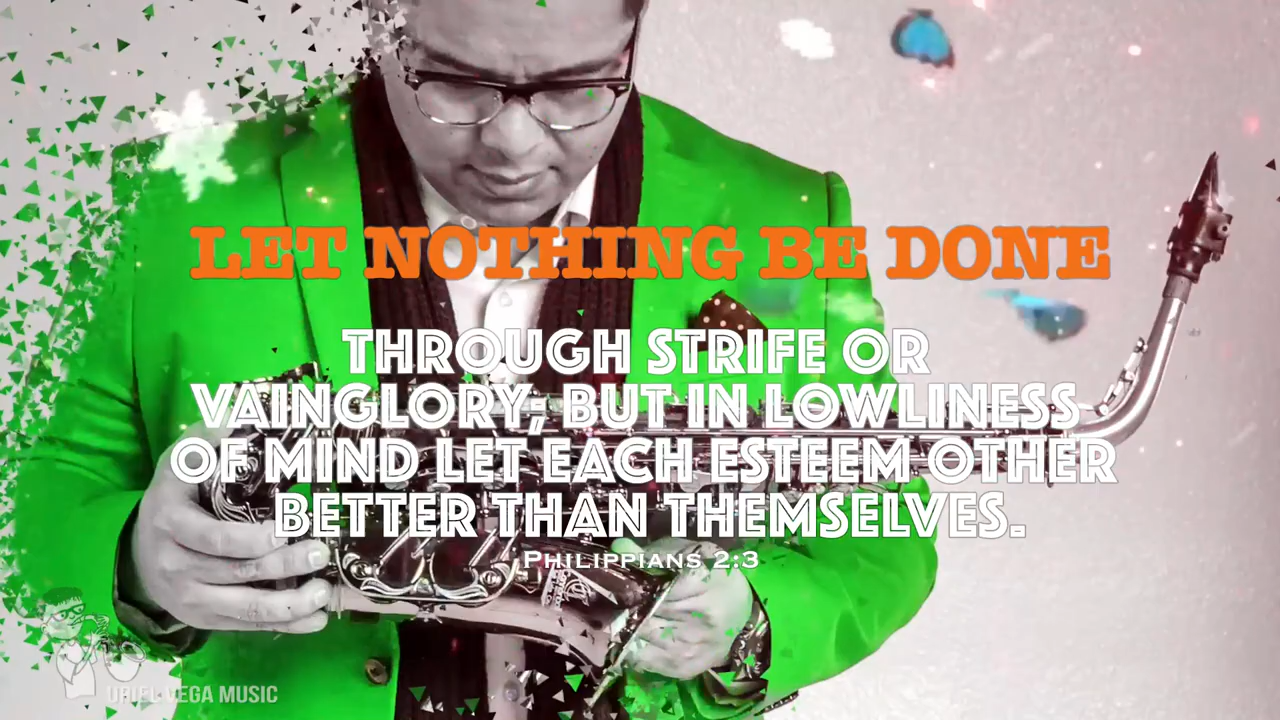 LET NOTHING BE DONE
THROUGH STRIFE OR
VAINGLORY; BUT IN LOWLINESS
OF MIND LET EACH ESTEEM OTHER
BETTER THAN THEMSELVES.
PHILIPPIANS 2:3
URIEL VEGA MUSIC